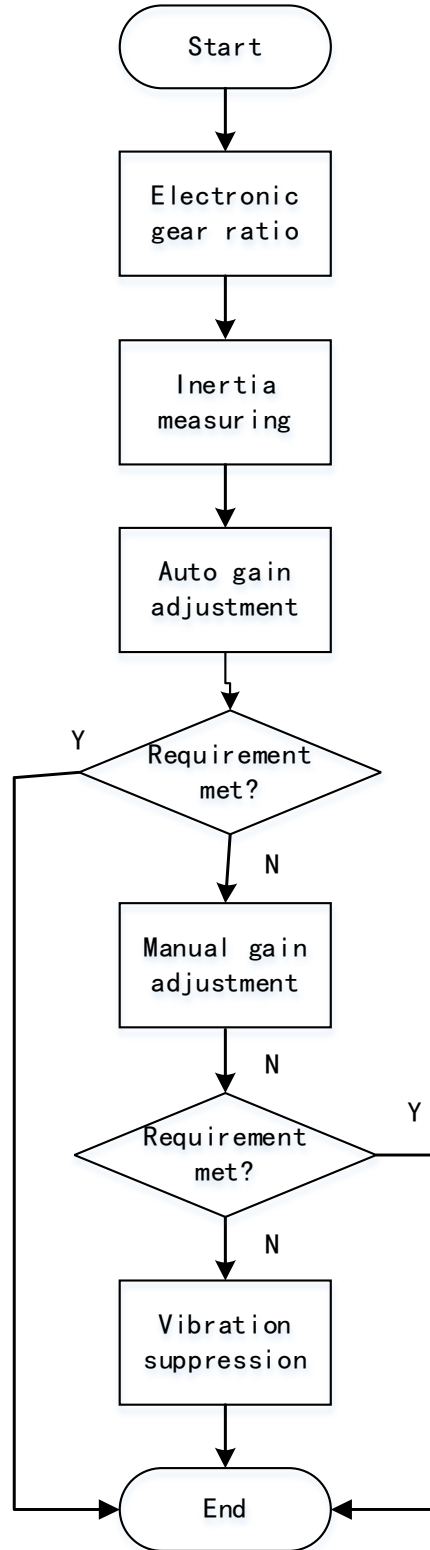 Start
Electronic
gear ratio
Inertia
measuring
Auto gain
adjustment
Y
Requirement
met?
N
Manual gain
adjustment
N
Y
Requirement
met?
N
Vibration
suppression
End